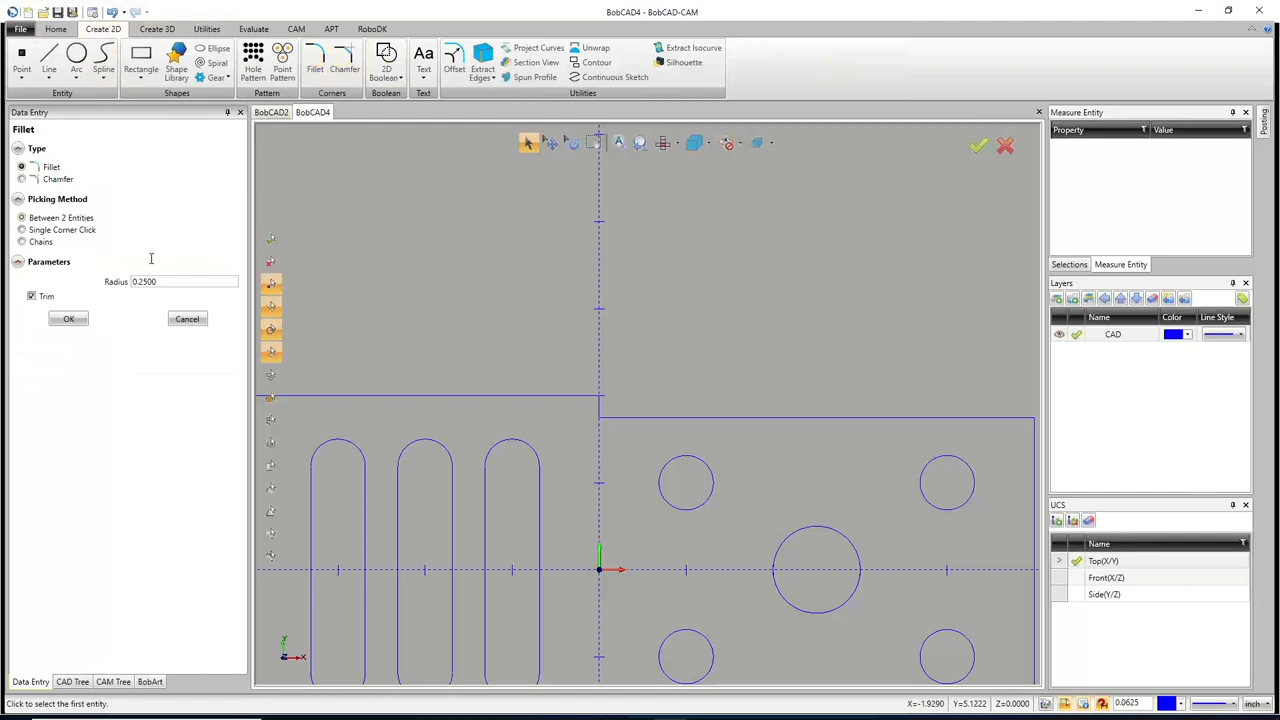 BobCAD4 - BobCAD-CAM
File Home Create 2D Create 3D Utilities Evaluate CAM APT RoboDK
Point Line Arc Spline Rectangle Shape Library Ellipse Spiral Gear Hole Pattern Point Pattern Fillet Chamfer 2D Boolean Text Offset Extract Edges Project Curves Section View Spun Profile Unwrap Contour Continuous Sketch Extract Isocurve Silhouette
Entity Shapes Pattern Corners Boolean Text Utilities
Data Entry
BobCAD2 BobCAD4
Fillet
Type
Fillet
Chamfer
Picking Method
Between 2 Entities
Single Corner Click
Chains
Parameters
Radius 0.2500
Trim
OK Cancel
Y
Z X
Measure Entity
Property Value
Selections Measure Entity
Layers
Name Color Line Style
CAD
UCS
Name
Top(X/Y)
Front(X/Z)
Side(Y/Z)
Posting
Data Entry CAD Tree CAM Tree BobArt
Click to select the first entity. X=-1.9290 Y=5.1222 Z=0.0000 0.0625 inch